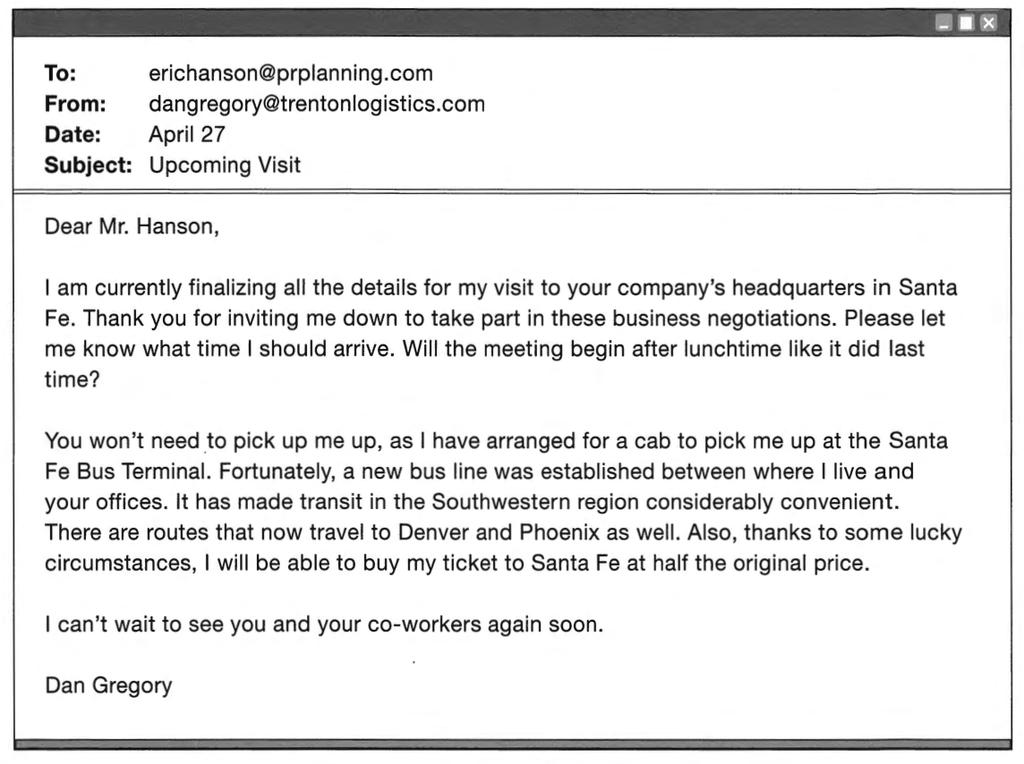 To: erichanson@prplanning.com
From: dangregory@trentonlogistics.com
Date: April 27
Subject: Upcoming Visit
Dear Mr. Hanson,
I am currently finalizing all the details for my visit to your company's headquarters in Santa
Fe. Thank you for inviting me down to take part in these business negotiations. Please let
me know what time I should arrive. Will the meeting begin after lunchtime like it did last
time?
You won't need to pick up me up, as I have arranged for a cab to pick me up at the Santa
Fe Bus Terminal. Fortunately, a new bus line was established between where I live and
your offices. It has made transit in the Southwestern region considerably convenient.
There are routes that now travel to Denver and Phoenix as well. Also, thanks to some lucky
circumstances, I will be able to buy my ticket to Santa Fe at half the original price.
I can't wait to see you and your co-workers again soon.
Dan Gregory